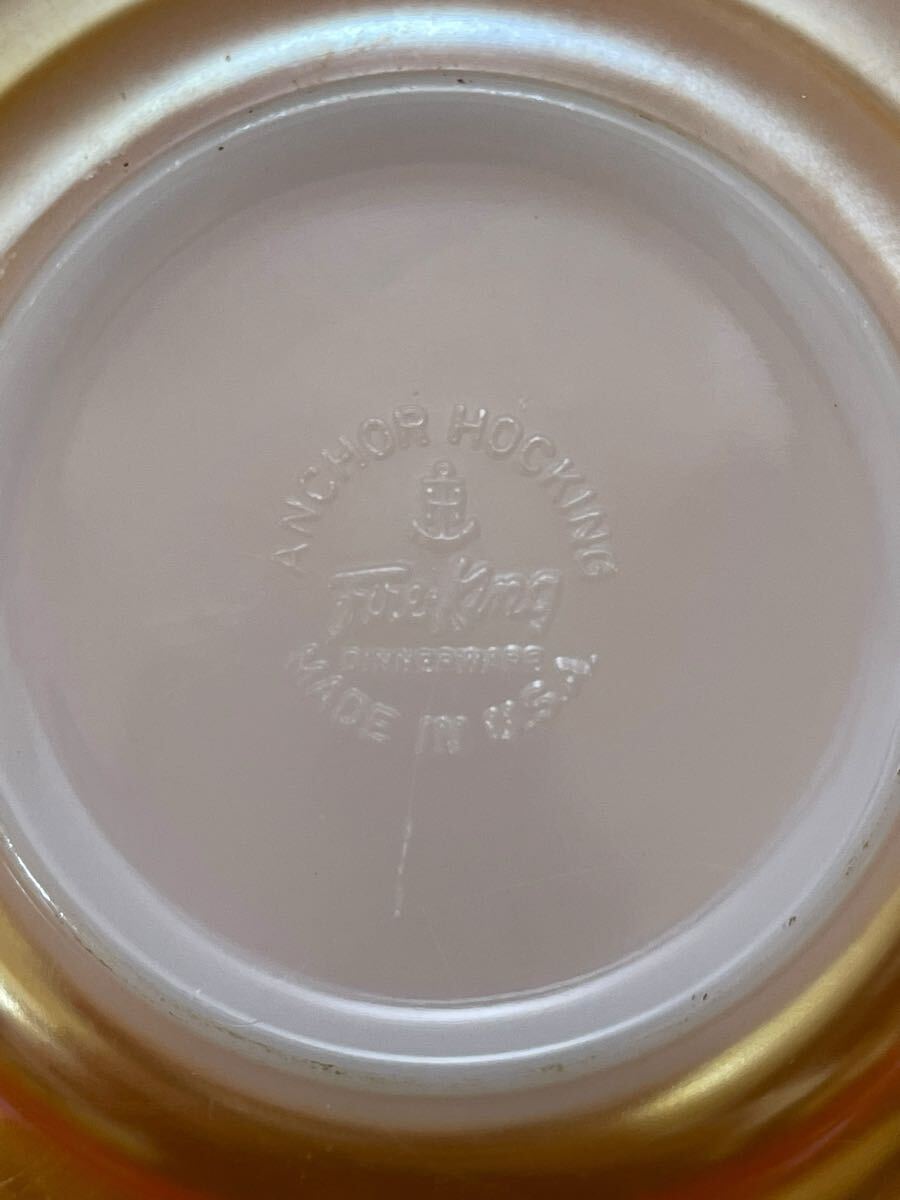 ANCHOR HOCKING
Fire-King
DINNERWARE
MADE IN U.S.A.